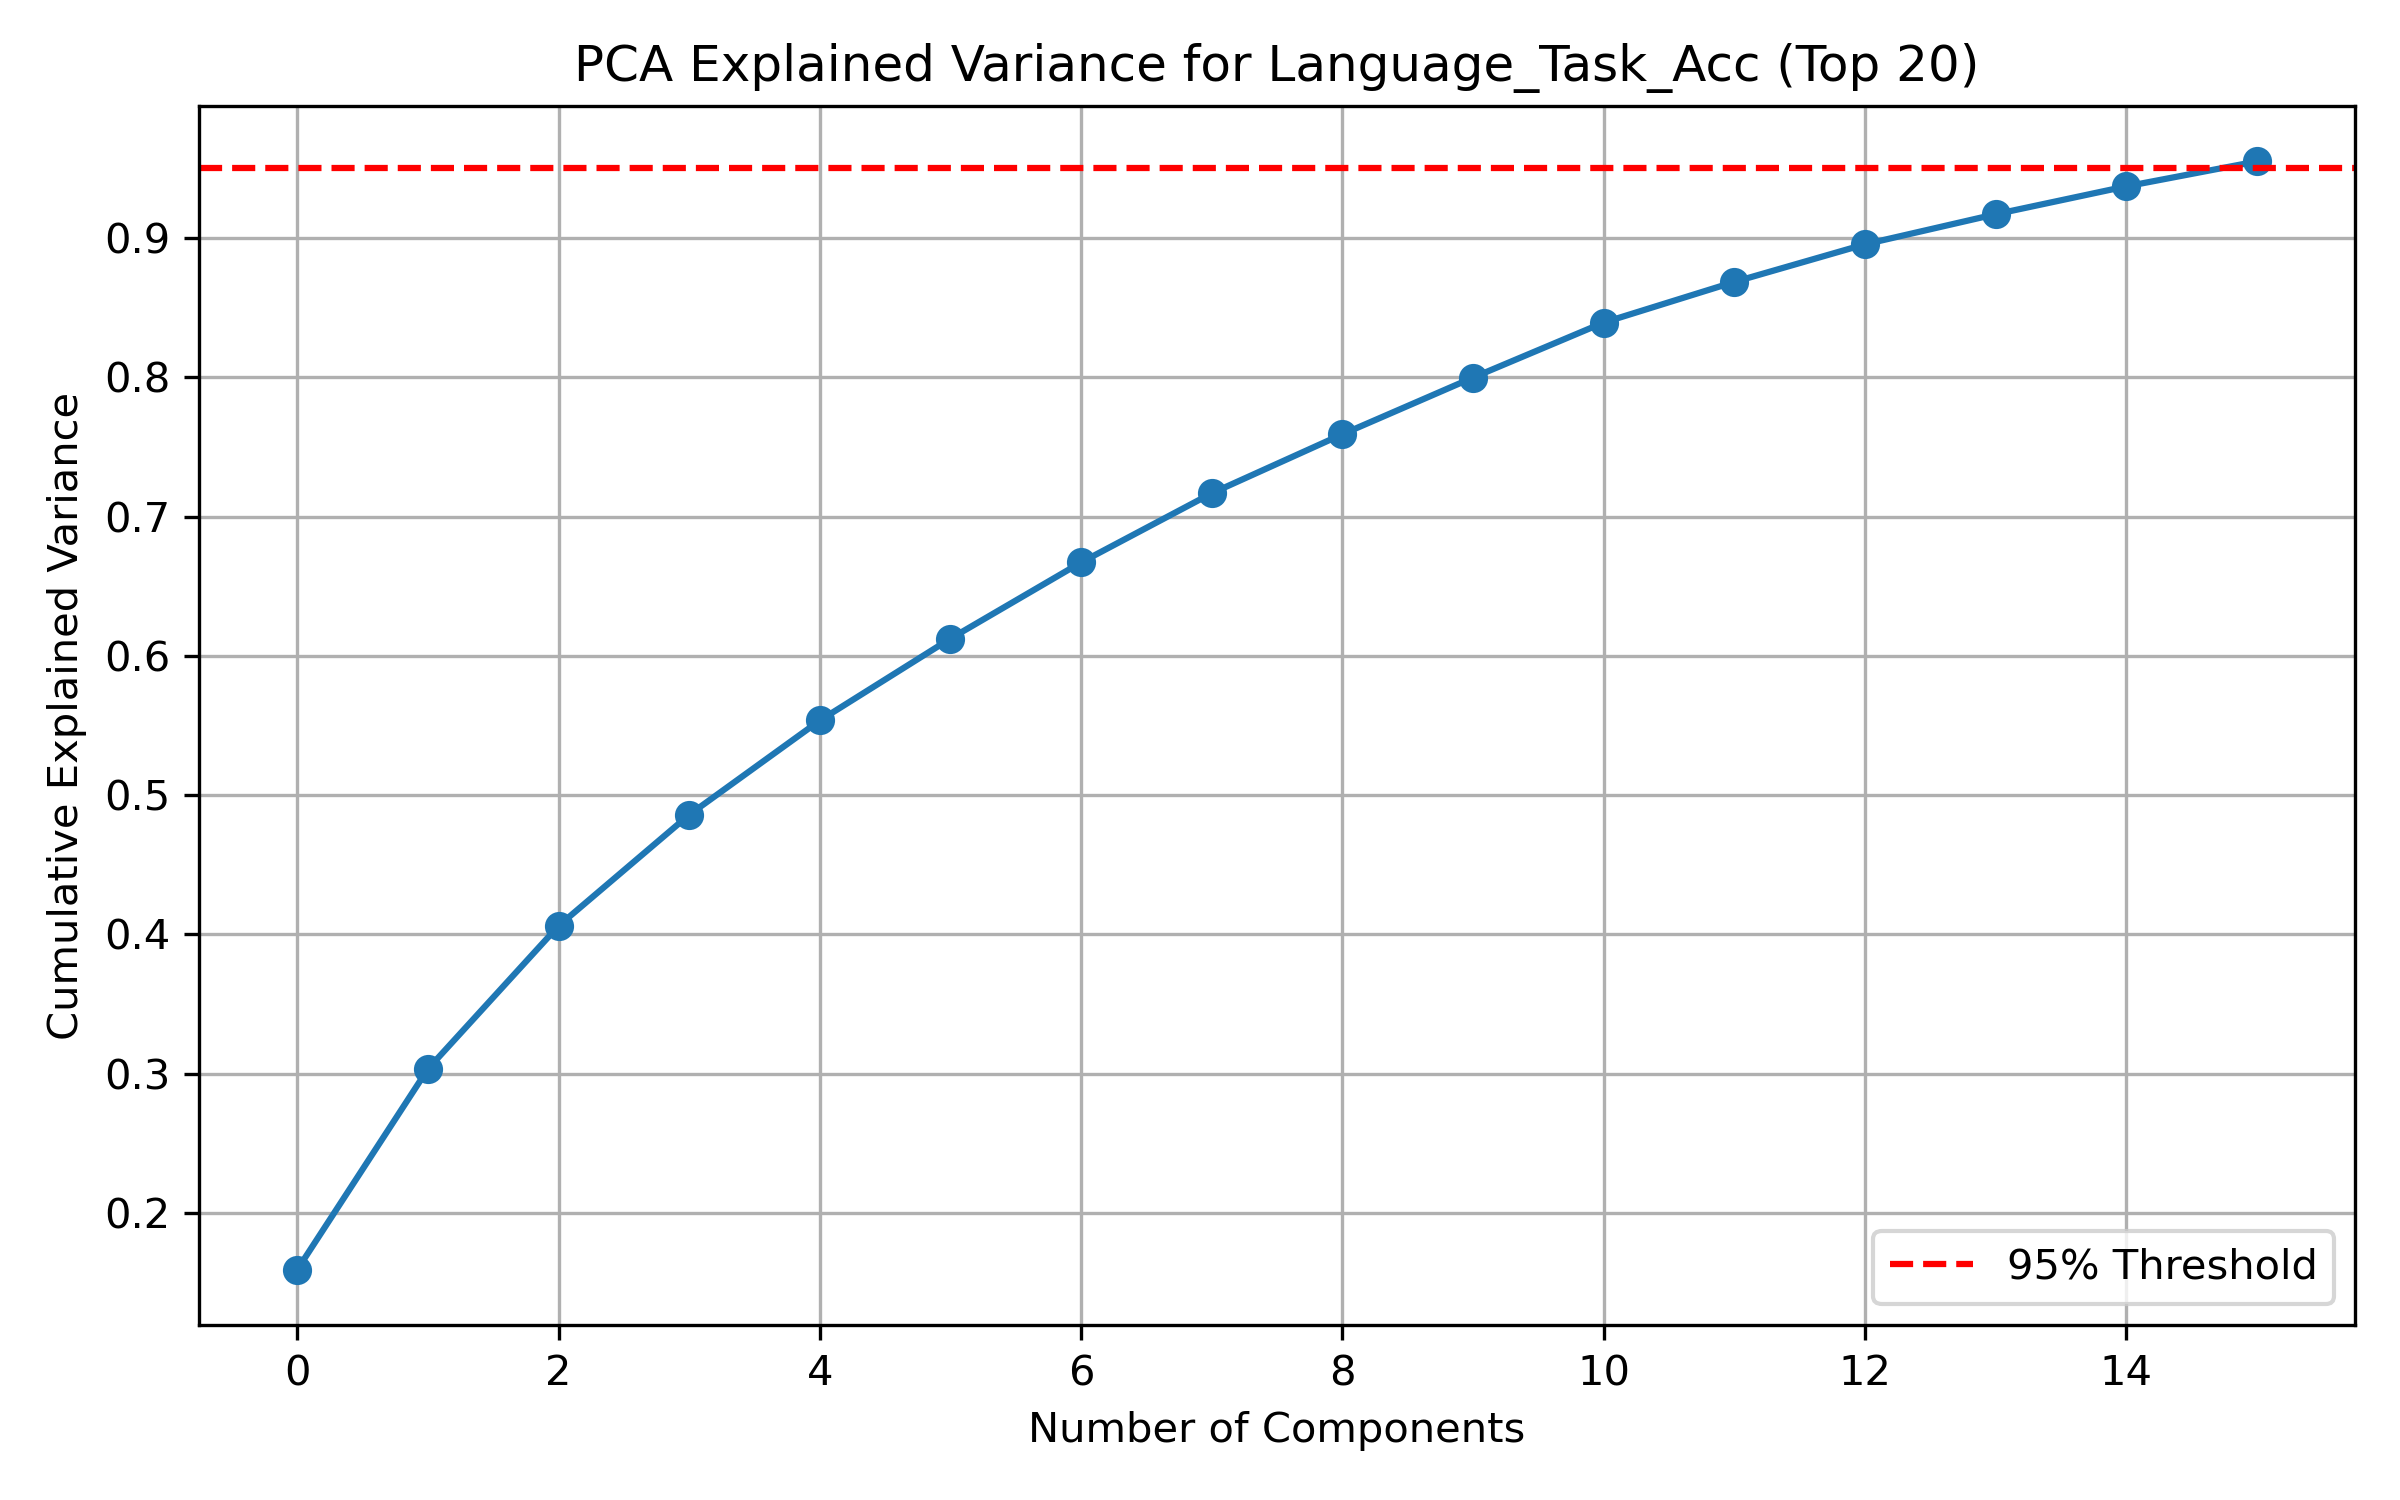 PCA Explained Variance for Language_Task_Acc (Top 20)
Cumulative Explained Variance
0.9
0.8
0.7
0.6
0.5
0.4
0.3
0.2
95% Threshold
0 2 4 6 8 10 12 14
Number of Components